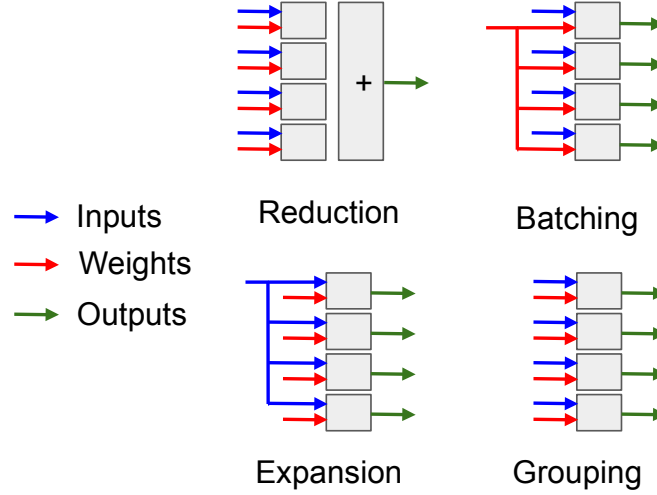 +
Reduction
Batching
Inputs
Weights
Outputs
Expansion
Grouping